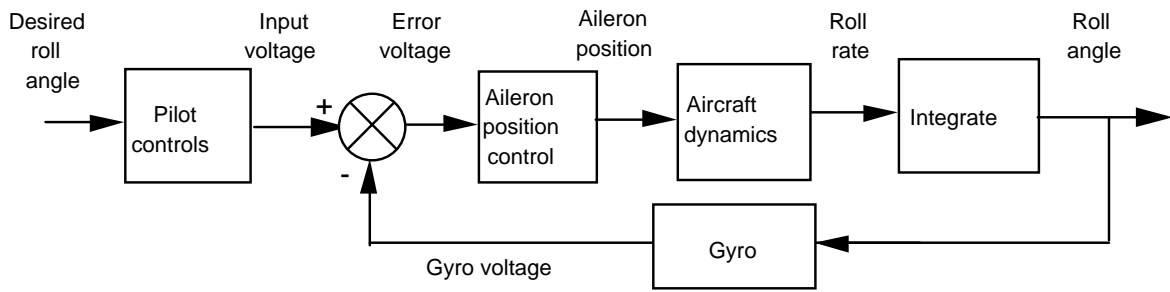 Desired
roll
angle
Input
voltage
Error
voltage
Aileron
position
Roll
rate
Roll
angle
Pilot
controls
+
-
Aileron
position
control
Aircraft
dynamics
Integrate
Gyro
Gyro voltage